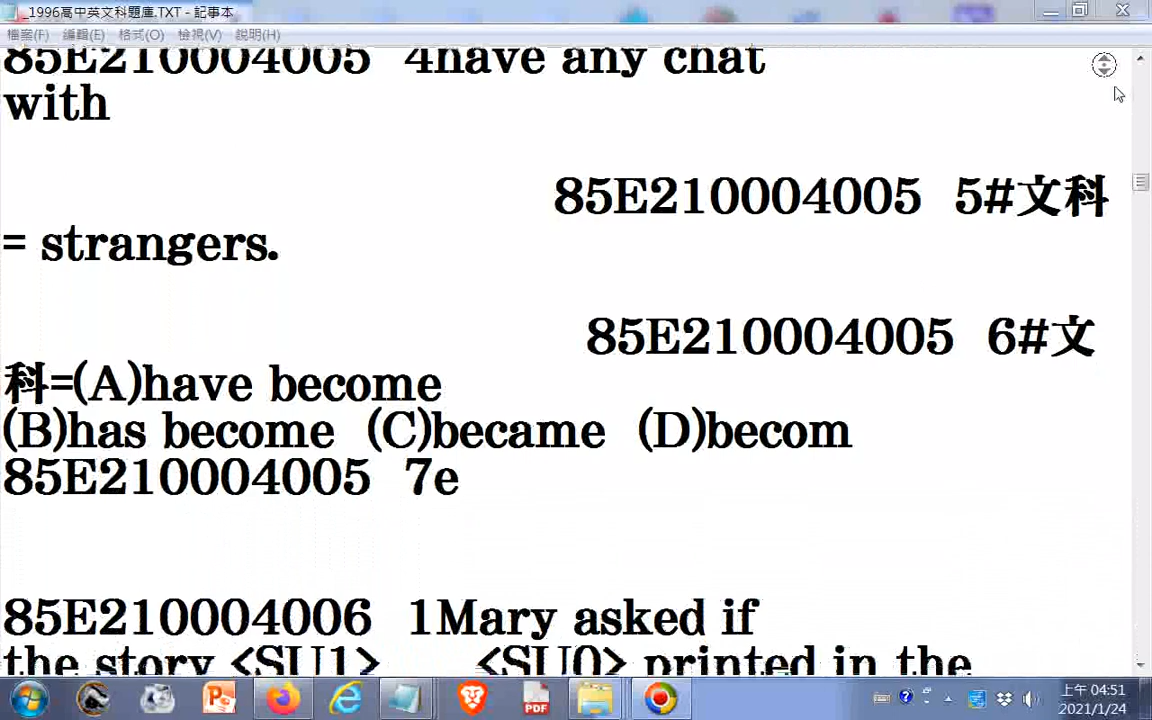 _1996高中英文科題庫.TXT - 記事本
檔案(F) 編輯(E) 格式(O) 檢視(V) 說明(H)
85E210004005 4have any chat
with
85E210004005 5#文科
= strangers.
85E210004005 6#文
科=(A)have become
(B)has become (C)became (D)becom
85E210004005 7e
85E210004006 1Mary asked if
the story <SU1> <SU0> printed in the
PDF
上午 04:51
2021/1/24